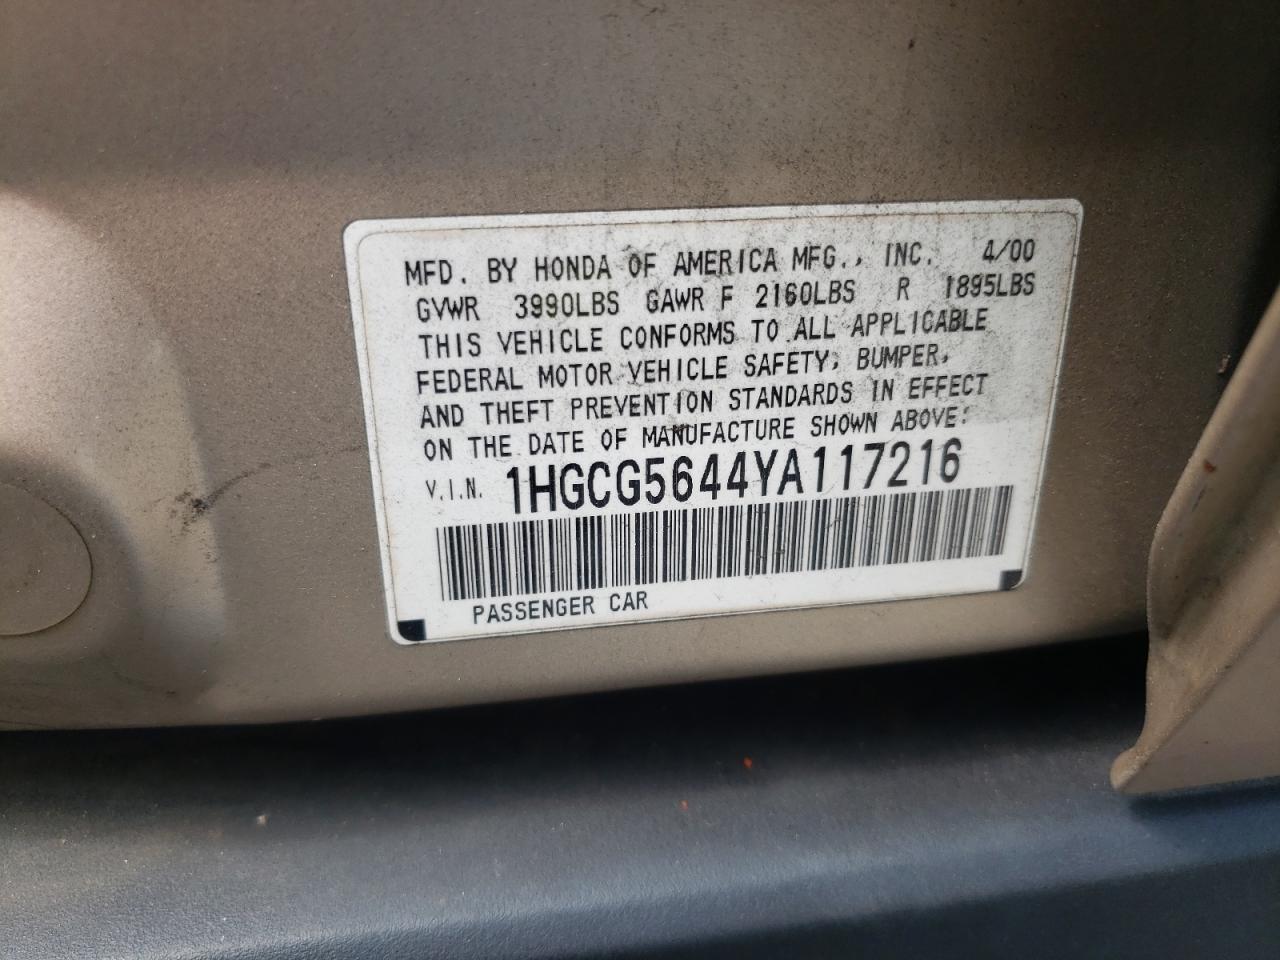 MFD. BY HONDA OF AMERICA MFG., INC. 4/00
GVWR 3990LBS GAWR F 2160LBS R 1895LBS
THIS VEHICLE CONFORMS TO ALL APPLICABLE
FEDERAL MOTOR VEHICLE SAFETY, BUMPER,
AND THEFT PREVENTION STANDARDS IN EFFECT
ON THE DATE OF MANUFACTURE SHOWN ABOVE:
V.I.N. 1HGCG5644YA117216
PASSENGER CAR